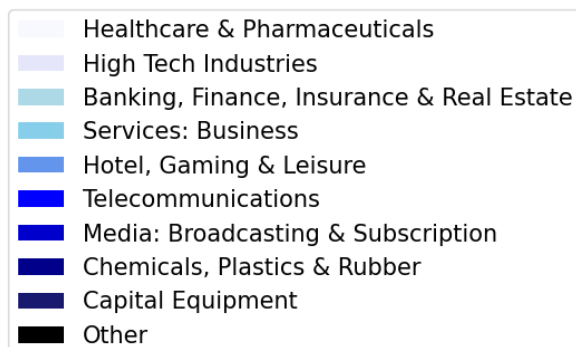 Healthcare & Pharmaceuticals
High Tech Industries
Banking, Finance, Insurance & Real Estate
Services: Business
Hotel, Gaming & Leisure
Telecommunications
Media: Broadcasting & Subscription
Chemicals, Plastics & Rubber
Capital Equipment
Other